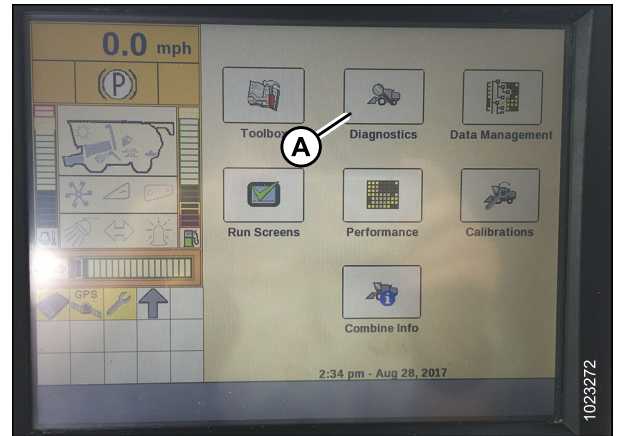 0.0 mph
(P)
Toolbox
Diagnostics
Data Management
A
Run Screens
Performance
Calibrations
GPS
Combine Info
2:34 pm - Aug 28, 2017
1023272